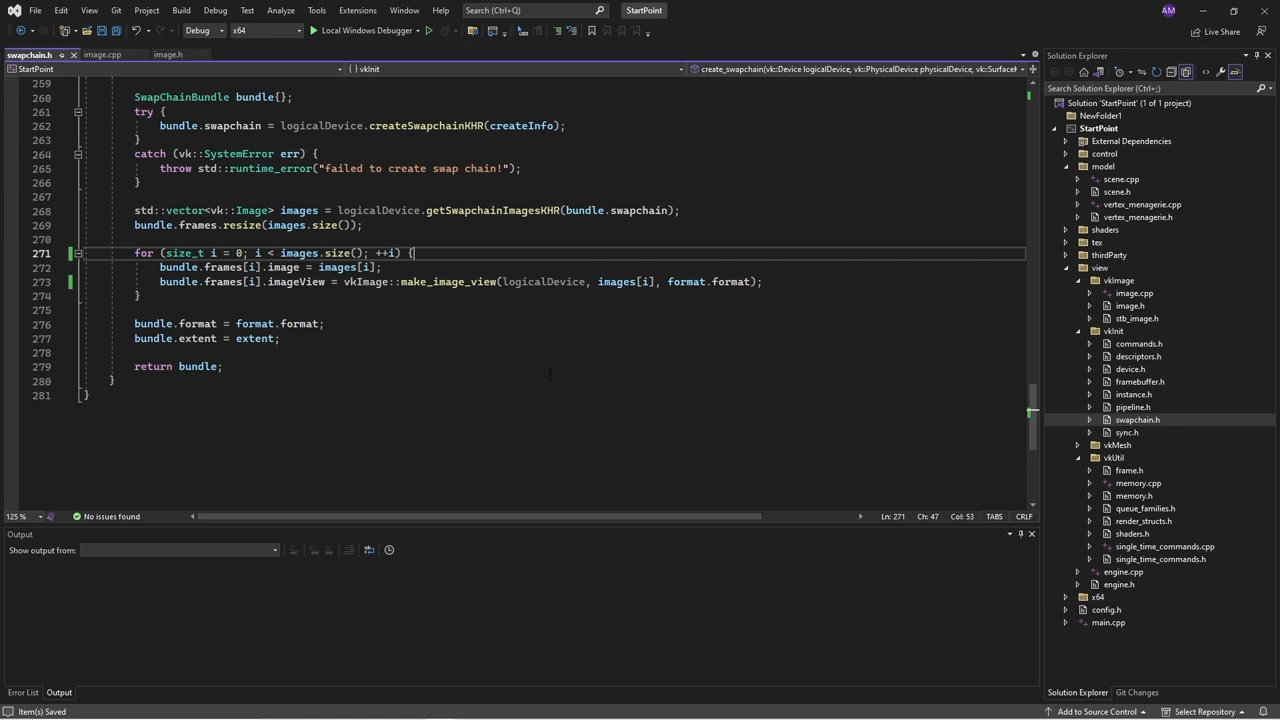 File Edit View Git Project Build Debug Test Analyze Tools Extensions Window Help Search (Ctrl+Q) StartPoint AM
Debug x64 Local Windows Debugger Live Share
swapchain.h image.cpp image.h
StartPoint {} vkInit create_swapchain(vk::Device logicalDevice, vk::PhysicalDevice physicalDevice, vk::Surface
259
260 SwapChainBundle bundle{};
261 try {
262 bundle.swapchain = logicalDevice.createSwapchainKHR(createInfo);
263 }
264 catch (vk::SystemError err) {
265 throw std::runtime_error("failed to create swap chain!");
266 }
267
268 std::vector<vk::Image> images = logicalDevice.getSwapchainImagesKHR(bundle.swapchain);
269 bundle.frames.resize(images.size());
270
271 for (size_t i = 0; i < images.size(); ++i) {
272 bundle.frames[i].image = images[i];
273 bundle.frames[i].imageView = vkImage::make_image_view(logicalDevice, images[i], format.format);
274 }
275
276 bundle.format = format.format;
277 bundle.extent = extent;
278
279 return bundle;
280 }
281 }
125 % No issues found Ln: 271 Ch: 47 Col: 53 TABS CRLF
Output
Show output from:
Error List Output
Item(s) Saved
Solution Explorer
Search Solution Explorer (Ctrl+;)
Solution 'StartPoint' (1 of 1 project)
NewFolder1
StartPoint
External Dependencies
control
model
scene.cpp
scene.h
vertex_menagerie.cpp
vertex_menagerie.h
shaders
tex
thirdParty
view
vkImage
image.cpp
image.h
stb_image.h
vkInit
commands.h
descriptors.h
device.h
framebuffer.h
instance.h
pipeline.h
swapchain.h
sync.h
vkMesh
vkUtil
frame.h
memory.cpp
memory.h
queue_families.h
render_structs.h
shaders.h
single_time_commands.cpp
single_time_commands.h
engine.cpp
engine.h
x64
config.h
main.cpp
Solution Explorer Git Changes
Add to Source Control Select Repository